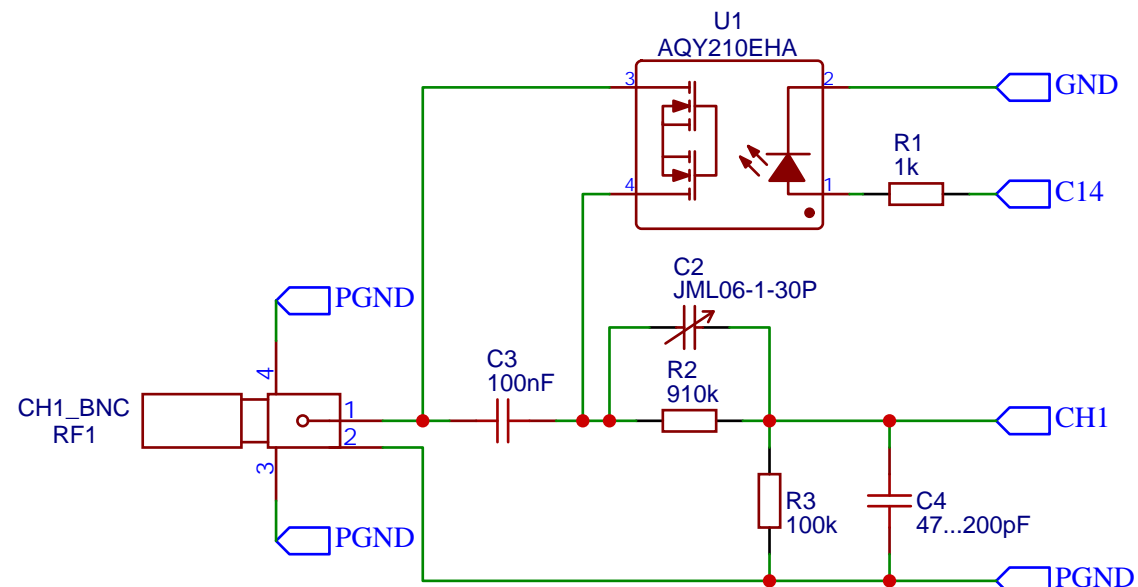 U1
AQY210EHA
3
2
GND
R1
1k
4
1
C14
C2
JML06-1-30P
PGND
C3
100nF
R2
910k
4
CH1_BNC
RF1
1
2
CH1
3
R3
100k
C4
47...200pF
PGND
PGND